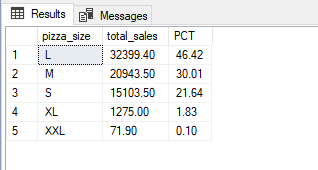 Results Messages
pizza_size total_sales PCT
1 L 32399.40 46.42
2 M 20943.50 30.01
3 S 15103.50 21.64
4 XL 1275.00 1.83
5 XXL 71.90 0.10